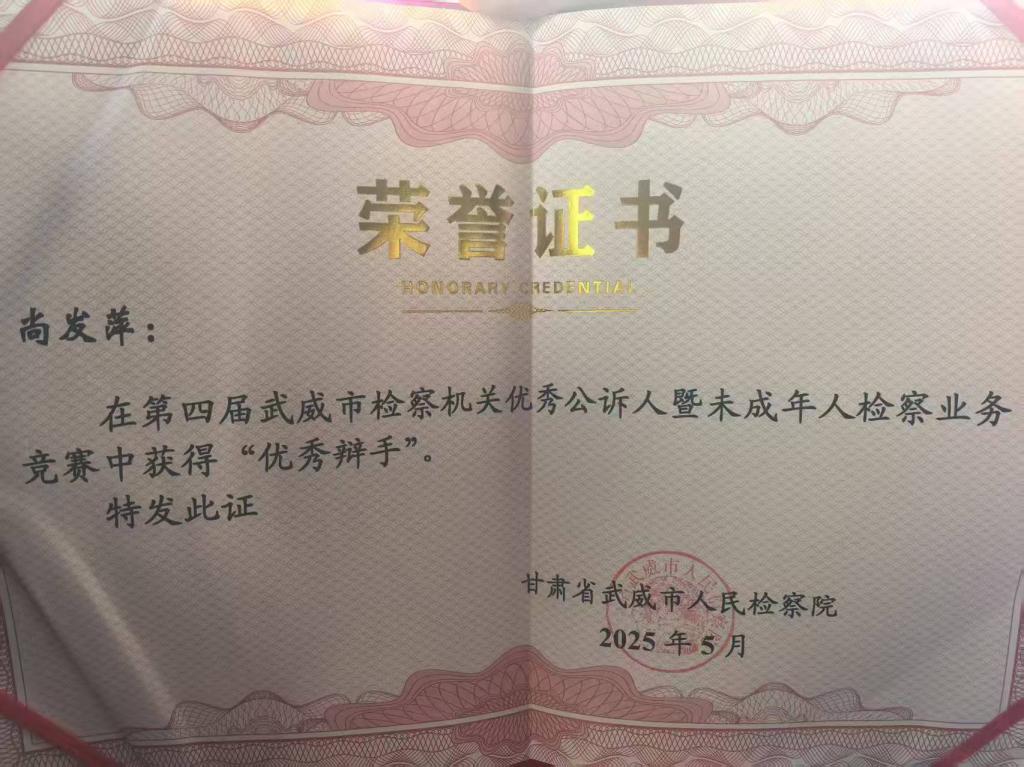 荣誉证书
HONORARY CREDENTIAL
尚发萍：
在第四届武威市检察机关优秀公诉人暨未成年人检察业务
竞赛中获得“优秀辩手”。
特发此证
甘肃省武威市人民检察院
2025年5月